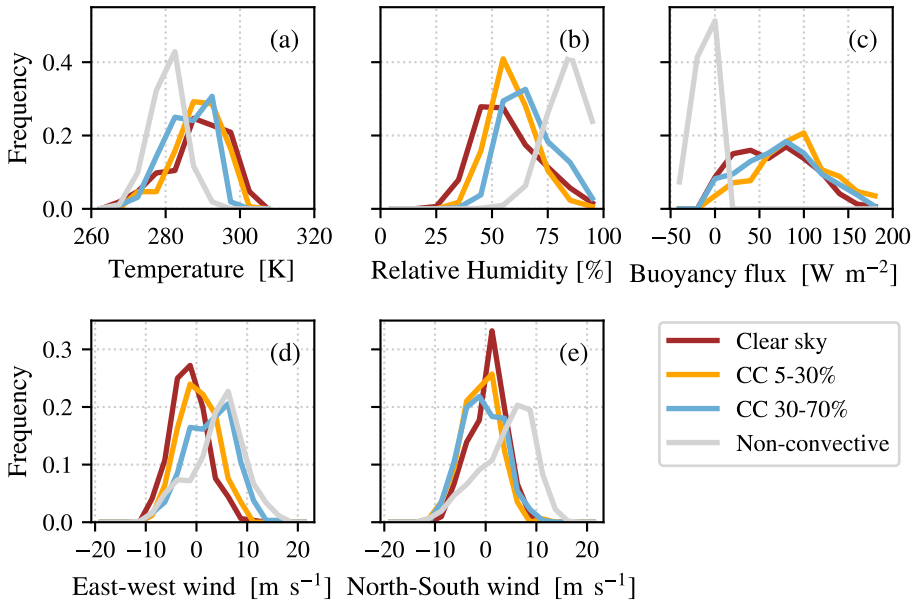 (a) (b) (c)
Frequency
0.4
0.2
0.0
260 280 300 320 0 25 50 75 100 −50 0 50 100 150 200
Temperature [K] Relative Humidity [%] Buoyancy flux [W m⁻²]
(d) (e)
Frequency
0.3
0.2
0.1
0.0
−20 −10 0 10 20 −20 −10 0 10 20
East-west wind [m s⁻¹] North-South wind [m s⁻¹]
Clear sky
CC 5-30%
CC 30-70%
Non-convective